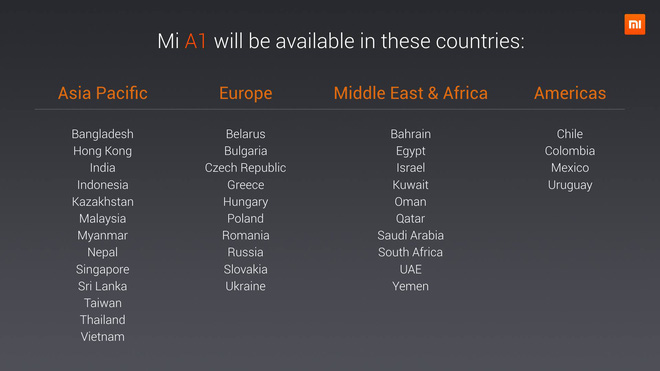 mi
Mi A1 will be available in these countries:
Asia Pacific
Bangladesh
Hong Kong
India
Indonesia
Kazakhstan
Malaysia
Myanmar
Nepal
Singapore
Sri Lanka
Taiwan
Thailand
Vietnam
Europe
Belarus
Bulgaria
Czech Republic
Greece
Hungary
Poland
Romania
Russia
Slovakia
Ukraine
Middle East & Africa
Bahrain
Egypt
Israel
Kuwait
Oman
Qatar
Saudi Arabia
South Africa
UAE
Yemen
Americas
Chile
Colombia
Mexico
Uruguay